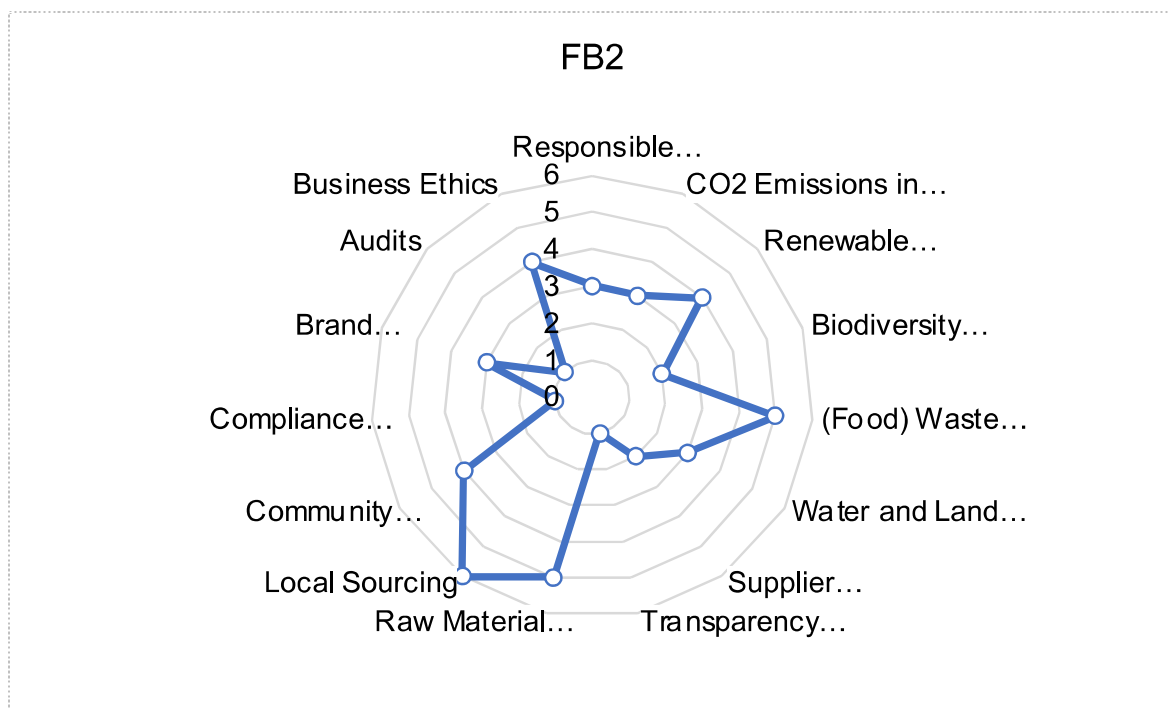 FB2
Responsible…
Business Ethics
6
CO2 Emissions in…
5
Audits
Renewable…
4
3
Brand…
2
Biodiversity…
1
0
Compliance…
(Food) Waste…
Community…
Water and Land…
Local Sourcing
Supplier…
Raw Material…
Transparency…